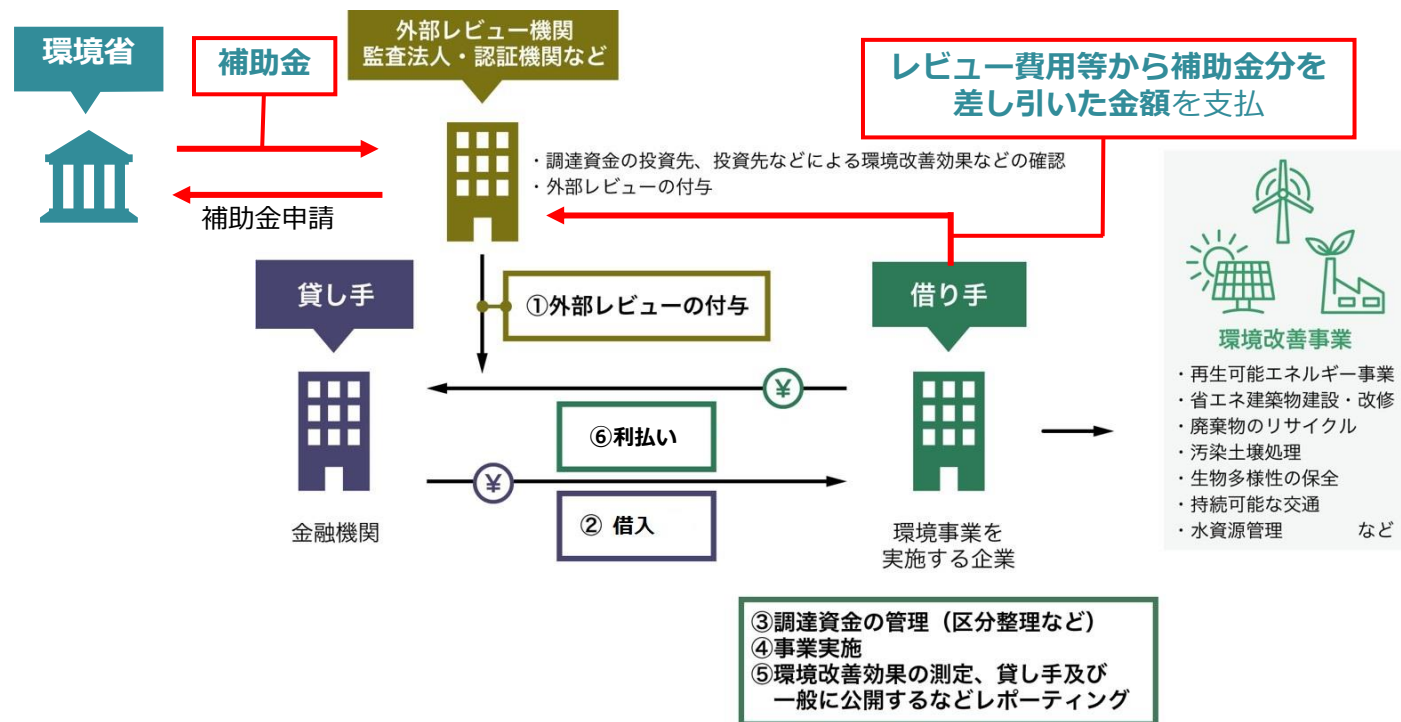 環境省
補助金
外部レビュー機関
監査法人・認証機関など
レビュー費用等から補助金分を
差し引いた金額を支払
・調達資金の投資先、投資先などによる環境改善効果などの確認
・外部レビューの付与
補助金申請
貸し手
①外部レビューの付与
借り手
¥
⑥利払い
¥
② 借入
金融機関
環境事業を
実施する企業
環境改善事業
・再生可能エネルギー事業
・省エネ建築物建設・改修
・廃棄物のリサイクル
・汚染土壌処理
・生物多様性の保全
・持続可能な交通
・水資源管理 など
③調達資金の管理（区分整理など）
④事業実施
⑤環境改善効果の測定、貸し手及び
一般に公開するなどレポーティング